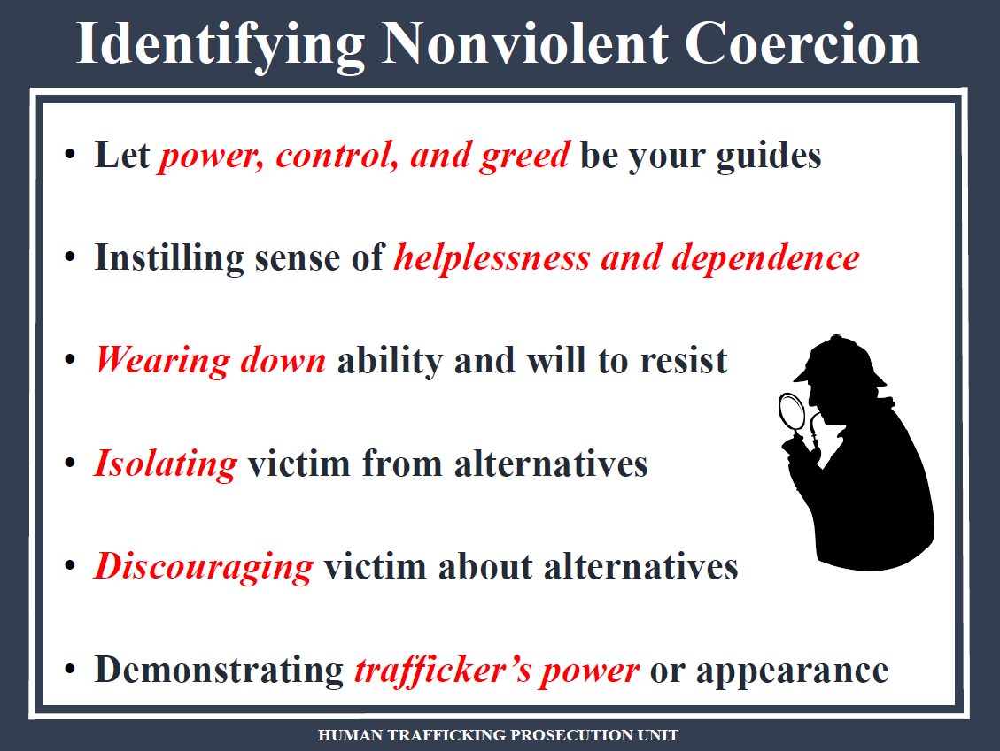 Identifying Nonviolent Coercion
• Let power, control, and greed be your guides
• Instilling sense of helplessness and dependence
• Wearing down ability and will to resist
• Isolating victim from alternatives
• Discouraging victim about alternatives
• Demonstrating trafficker’s power or appearance
HUMAN TRAFFICKING PROSECUTION UNIT